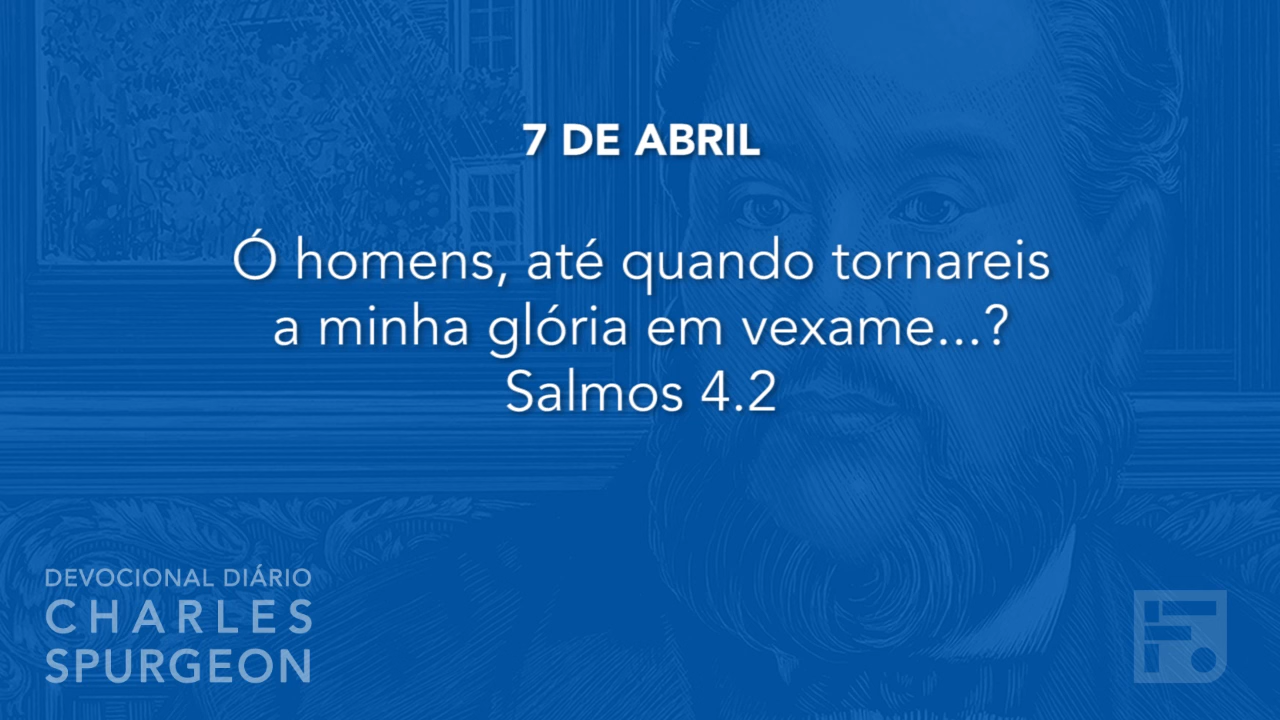 7 DE ABRIL
Ó homens, até quando tornareis
a minha glória em vexame...?
Salmos 4.2
DEVOCIONAL DIÁRIO
CHARLES
SPURGEON